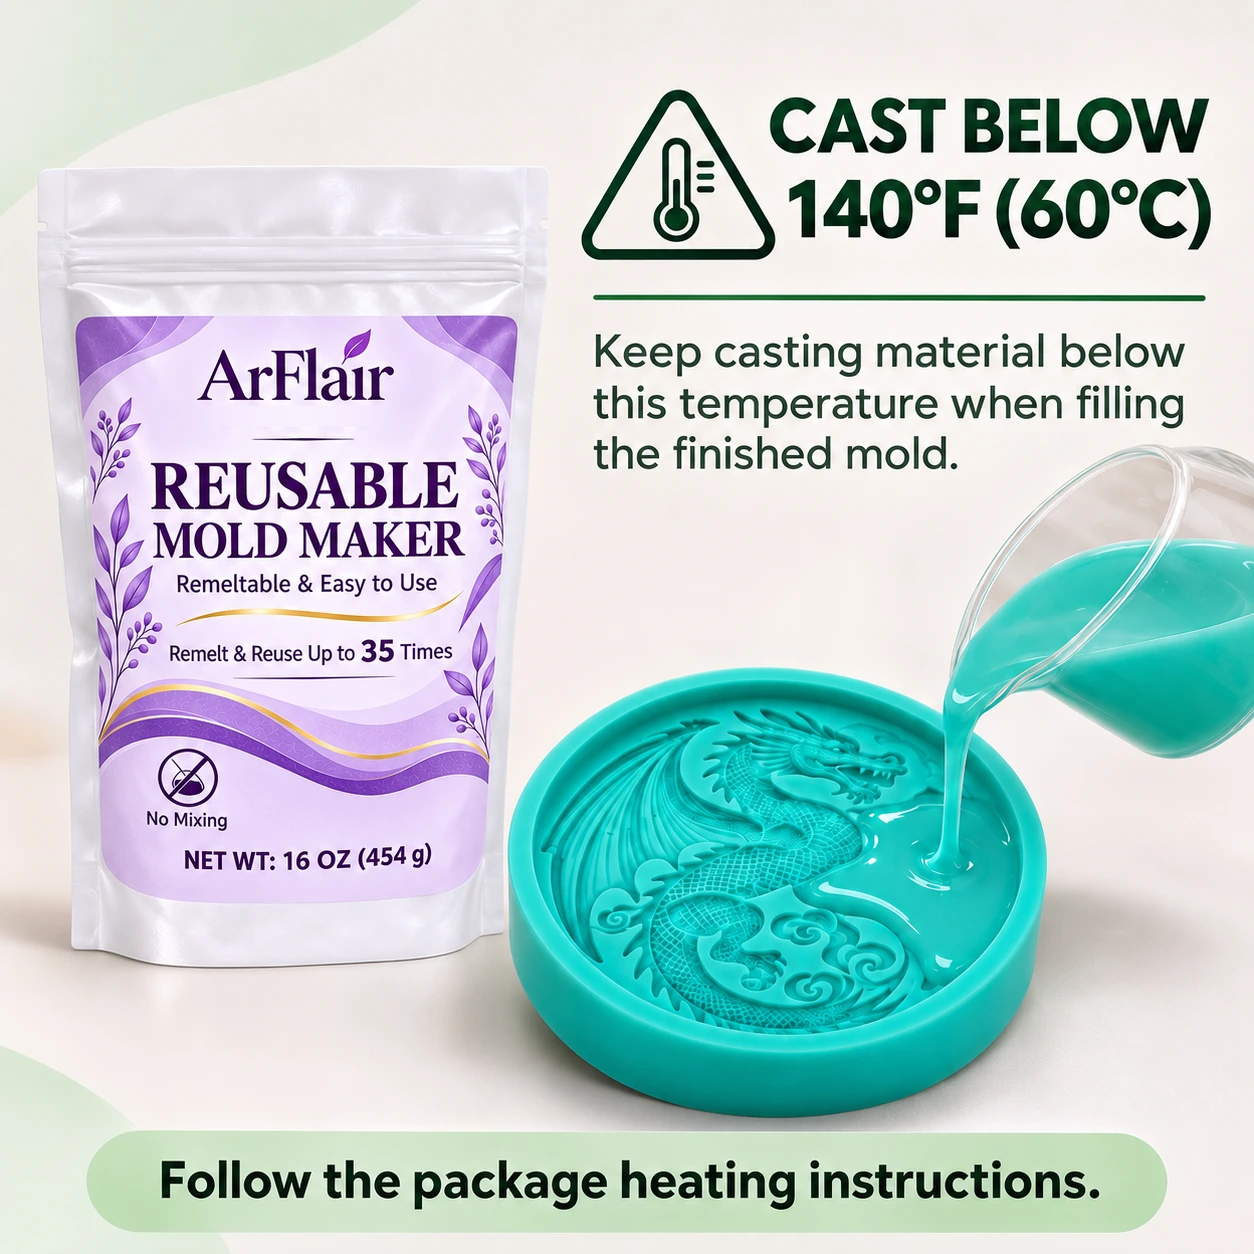 CAST BELOW
140°F (60°C)
Keep casting material below
this temperature when filling
the finished mold.
ArFlair
REUSABLE
MOLD MAKER
Remeltable & Easy to Use
Remelt & Reuse Up to 35 Times
No Mixing
NET WT: 16 OZ (454 g)
Follow the package heating instructions.